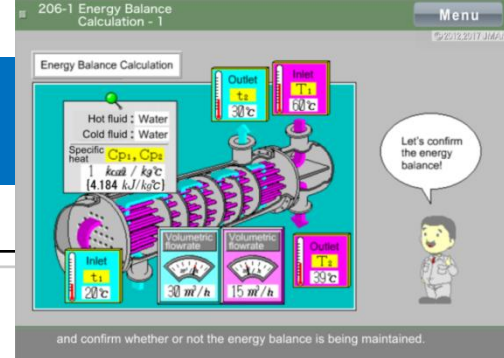 206-1 Energy Balance
Calculation - 1
Menu
©2012,2017 JMA
Energy Balance Calculation
Outlet
t₂
30℃
Inlet
T₁
60℃
Hot fluid : Water
Cold fluid : Water
Specific
heat Cp₁, Cp₂
1 kcal / kg℃
(4.184 kJ/kg℃)
Let's confirm
the energy
balance!
Inlet
t₁
20℃
Volumetric
flowrate
30 m³/h
Volumetric
flowrate
15 m³/h
Outlet
T₂
39℃
and confirm whether or not the energy balance is being maintained.